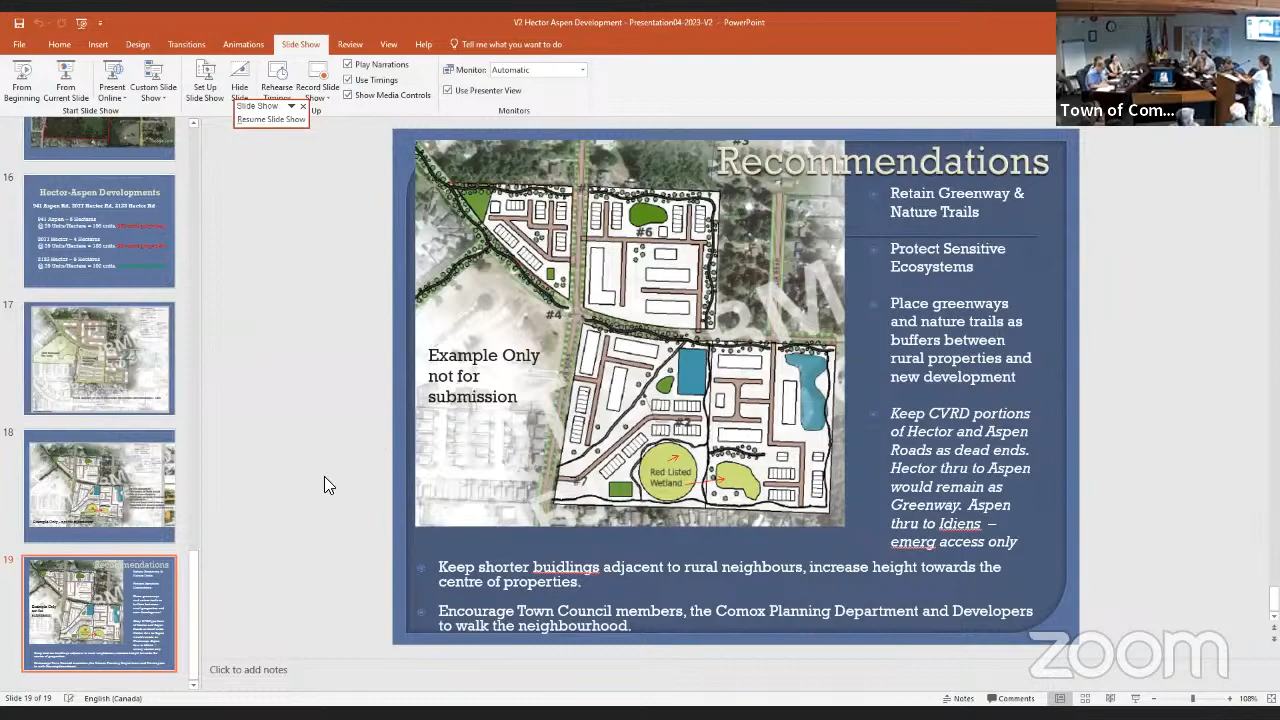 V2 Hector Aspen Development - Presentation04-2023-V2 - PowerPoint
File Home Insert Design Transitions Animations Slide Show Review View Help Tell me what you want to do
From Beginning
From Current Slide
Present Online
Custom Slide Show
Set Up Slide Show
Hide Slide
Rehearse Timings
Record Slide Show
Play Narrations
Use Timings
Show Media Controls
Monitor: Automatic
Use Presenter View
Start Slide Show
Up
Monitors
Slide Show
Resume Slide Show
Town of Com...
16
Hector-Aspen Developments
17
18
19
Recommendations
Retain Greenway &
Nature Trails
Protect Sensitive
Ecosystems
Place greenways
and nature trails as
buffers between
rural properties and
new development
Keep CVRD portions
of Hector and Aspen
Roads as dead ends.
Hector thru to Aspen
would remain as
Greenway. Aspen
thru to Idiens –
emerg access only
#6
#4
Example Only
not for
submission
Red Listed
Wetland
Keep shorter buidlings adjacent to rural neighbours, increase height towards the
centre of properties.
Encourage Town Council members, the Comox Planning Department and Developers
to walk the neighbourhood.
zoom
Click to add notes
Slide 19 of 19 English (Canada) Notes Comments 108%